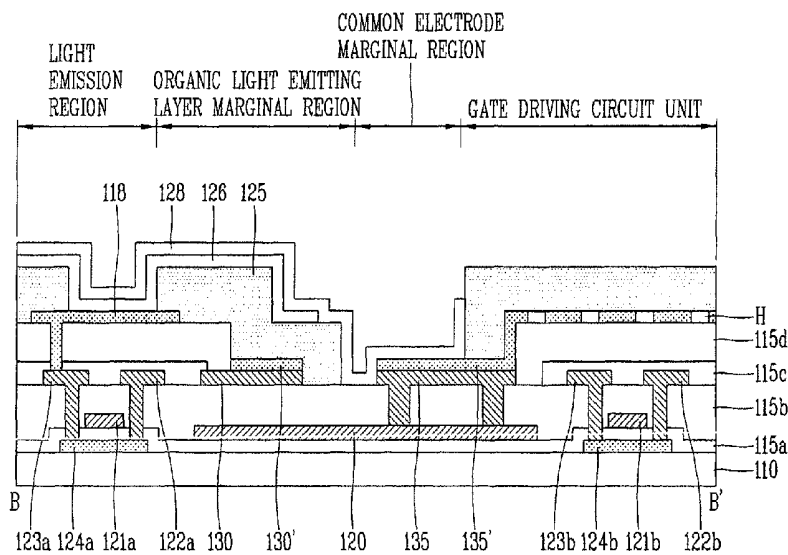 COMMON ELECTRODE
MARGINAL REGION
LIGHT
EMISSION
REGION
ORGANIC LIGHT EMITTING
LAYER MARGINAL REGION
GATE DRIVING CIRCUIT UNIT
118
128
126
125
H
115d
115c
115b
115a
110
B
B'
123a
124a
121a
122a
130
130'
120
135
135'
123b
124b
121b
122b